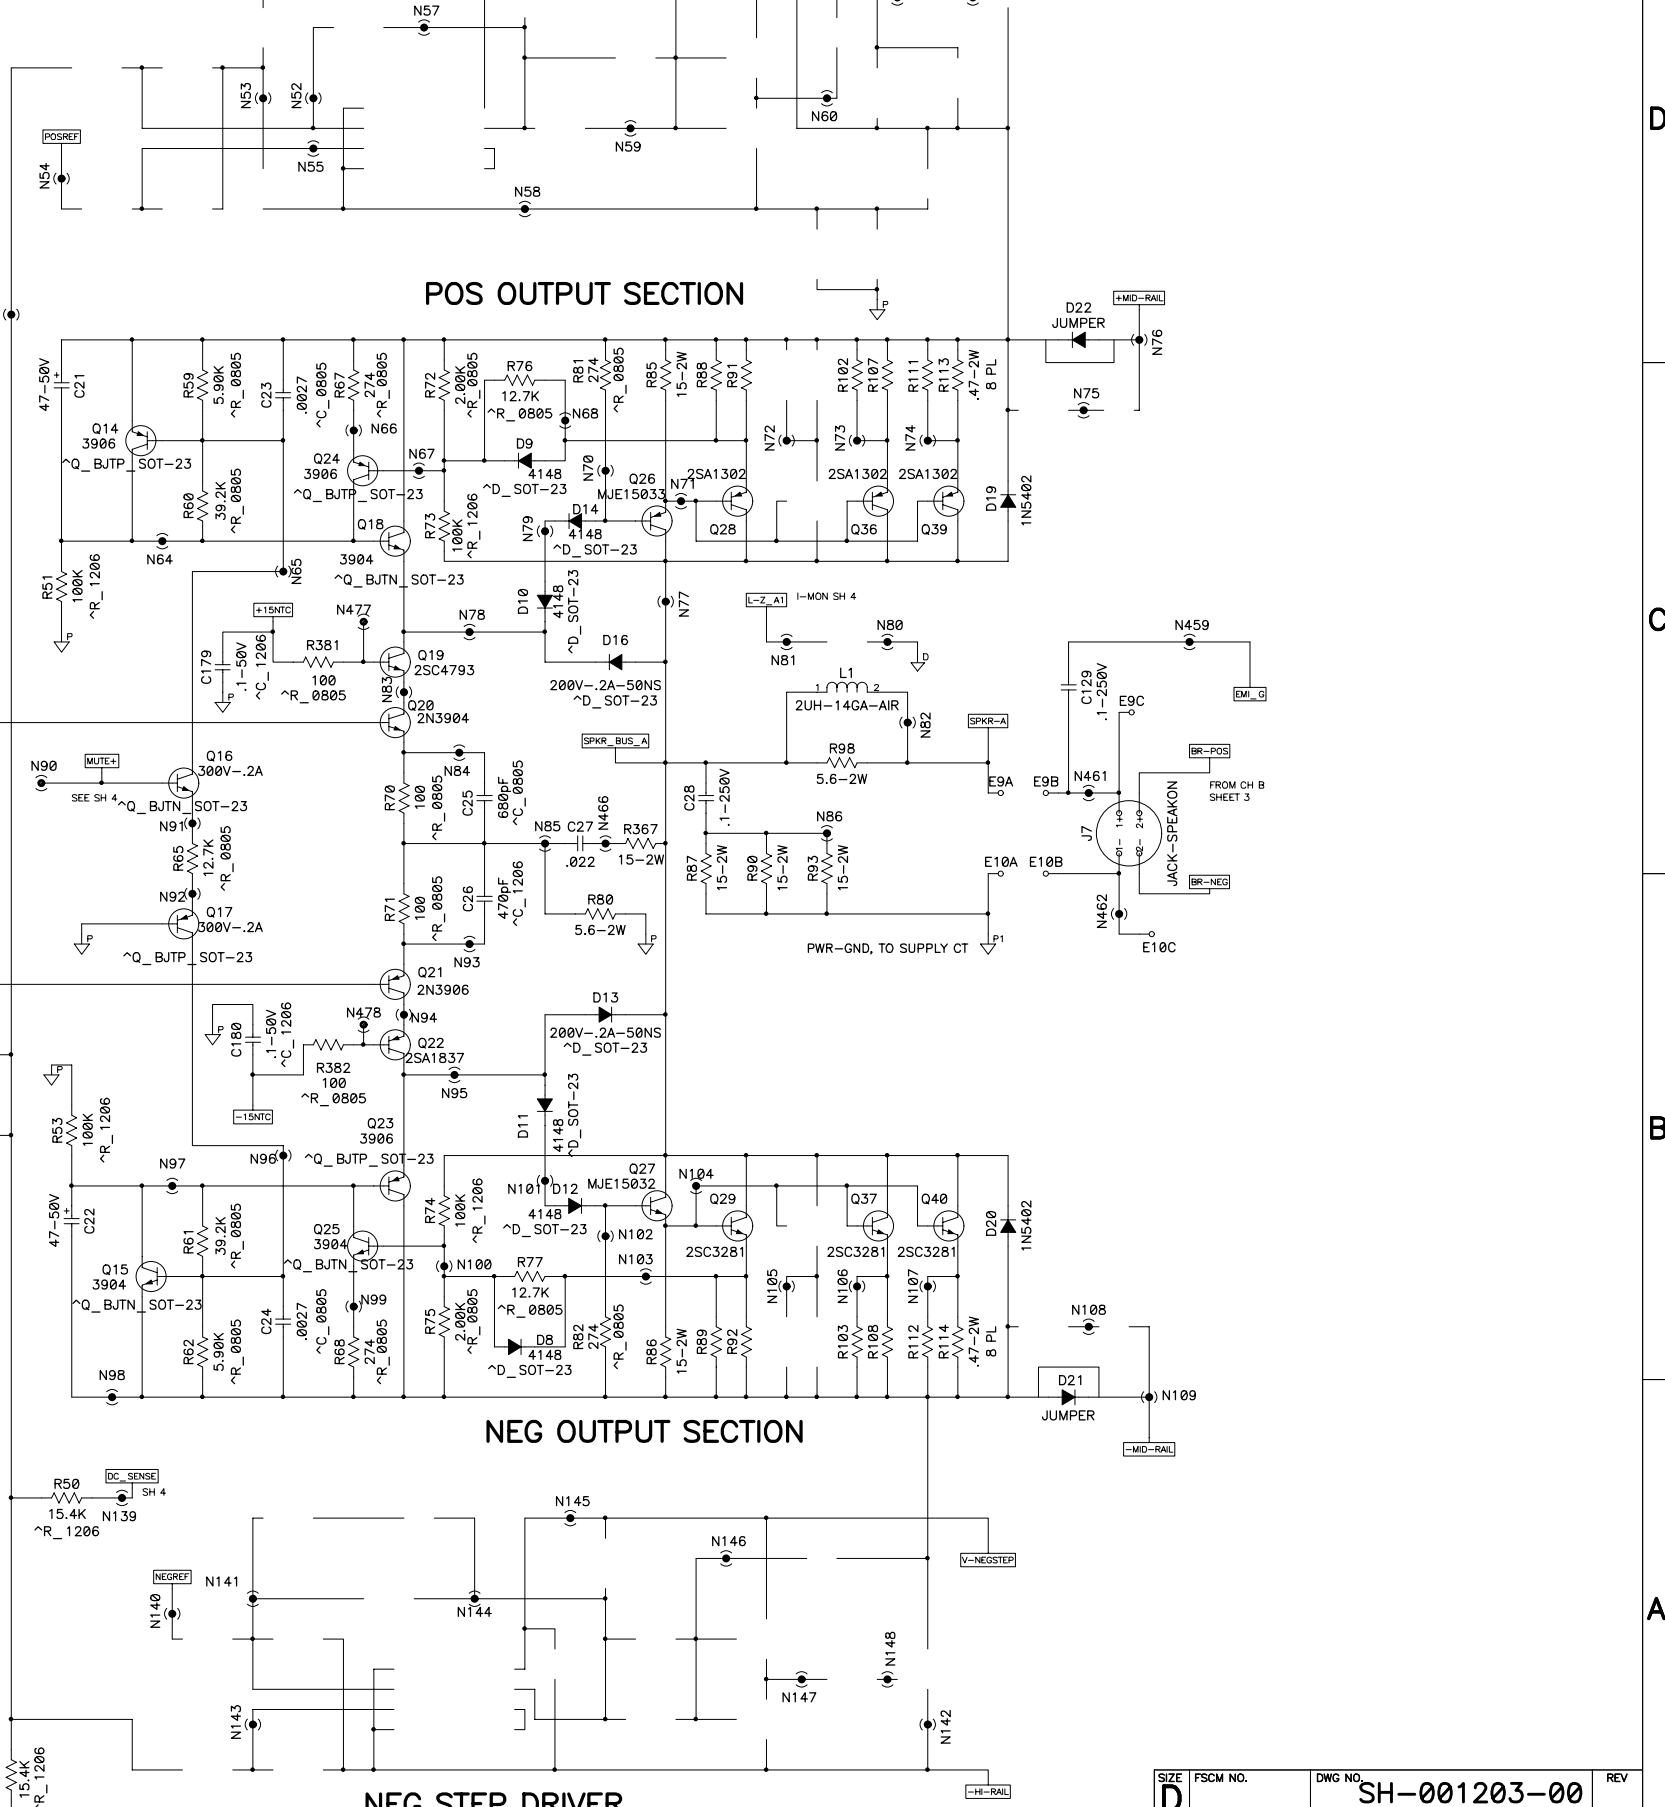 N57
N53
N52
N60
D
POSREF
N59
N55
N54
N58
POS OUTPUT SECTION
+MID-RAIL
D22
JUMPER
N76
47-50V
C21
R59
5.90K
^R_0805
C23
.0027
^C_0805
R67
274
^R_0805
R72
2.00K
^R_0805
R76
12.7K
^R_0805
R81
274
^R_0805
R85
15-2W
R88
R91
R102
R107
R111
R113
.47-2W
8 PL
N75
N68
Q14
3906
^Q_BJTP_SOT-23
N66
Q24
3906
^Q_BJTP_SOT-23
N67
D9
4148
^D_SOT-23
N70
N72
N73
N74
R60
39.2K
^R_0805
Q26
MJE15033
N71
2SA1302
2SA1302
2SA1302
Q28
Q36
Q39
D19
1N5402
Q18
3904
^Q_BJTN_SOT-23
R73
100K
^R_1206
N79
D14
4148
^D_SOT-23
N64
N65
R51
100K
^R_1206
P
+15NTC
N477
N78
D10
4148
^D_SOT-23
N77
L-Z_A1
I-MON SH 4
N81
N80
D
N459
C
C179
.1-50V
^C_1206
P
R381
100
^R_0805
Q19
2SC4793
N83
D16
200V-.2A-50NS
^D_SOT-23
L1
1
2
2UH-14GA-AIR
N82
C129
.1-250V
EMI_G
Q20
2N3904
SPKR_BUS_A
SPKR-A
E9C
Q16
300V-.2A
^Q_BJTN_SOT-23
N90
MUTE+
SEE SH 4
N84
R98
5.6-2W
BR-POS
FROM CH B
SHEET 3
E9A
E9B
N461
R70
100
^R_0805
C25
680pF
^C_0805
C28
.1-250V
N91
R65
12.7K
^R_0805
N85
C27
.022
N466
R367
15-2W
N86
1+
2+
1-
2-
J7
JACK-SPEAKON
R87
15-2W
R90
15-2W
R93
15-2W
E10A
E10B
BR-NEG
N92
Q17
300V-.2A
^Q_BJTP_SOT-23
P
R71
100
^R_0805
C26
470pF
^C_1206
R80
5.6-2W
P
N462
N93
PWR-GND, TO SUPPLY CT
P1
E10C
Q21
2N3906
D13
200V-.2A-50NS
^D_SOT-23
P
C180
.1-50V
^C_1206
N478
N94
Q22
2SA1837
R382
100
^R_0805
-15NTC
N95
P
R53
100K
^R_1206
Q23
3906
^Q_BJTP_SOT-23
D11
4148
^D_SOT-23
B
N97
N96
47-50V
C22
R61
39.2K
^R_0805
R74
100K
^R_1206
N101
D12
4148
^D_SOT-23
Q27
MJE15032
N104
Q29
Q37
Q40
D20
1N5402
2SC3281
2SC3281
2SC3281
Q25
3904
^Q_BJTN_SOT-23
N102
N100
Q15
3904
^Q_BJTN_SOT-23
R77
12.7K
^R_0805
N103
N105
N106
N107
N99
C24
.0027
^C_0805
R62
5.90K
^R_0805
R68
274
^R_0805
R75
2.00K
^R_0805
D8
4148
^D_SOT-23
R82
274
^R_0805
R86
15-2W
R89
R92
R103
R108
R112
R114
.47-2W
8 PL
N108
N98
D21
JUMPER
N109
-MID-RAIL
NEG OUTPUT SECTION
DC_SENSE
SH 4
R50
15.4K
^R_1206
N139
N145
N146
V-NEGSTEP
NEGREF
N140
N141
N144
A
N148
N147
N143
N142
15.4K
^R_1206
-HI-RAIL
NEG STEP DRIVER
SIZE
D
FSCM NO.
DWG NO.
SH-001203-00
REV